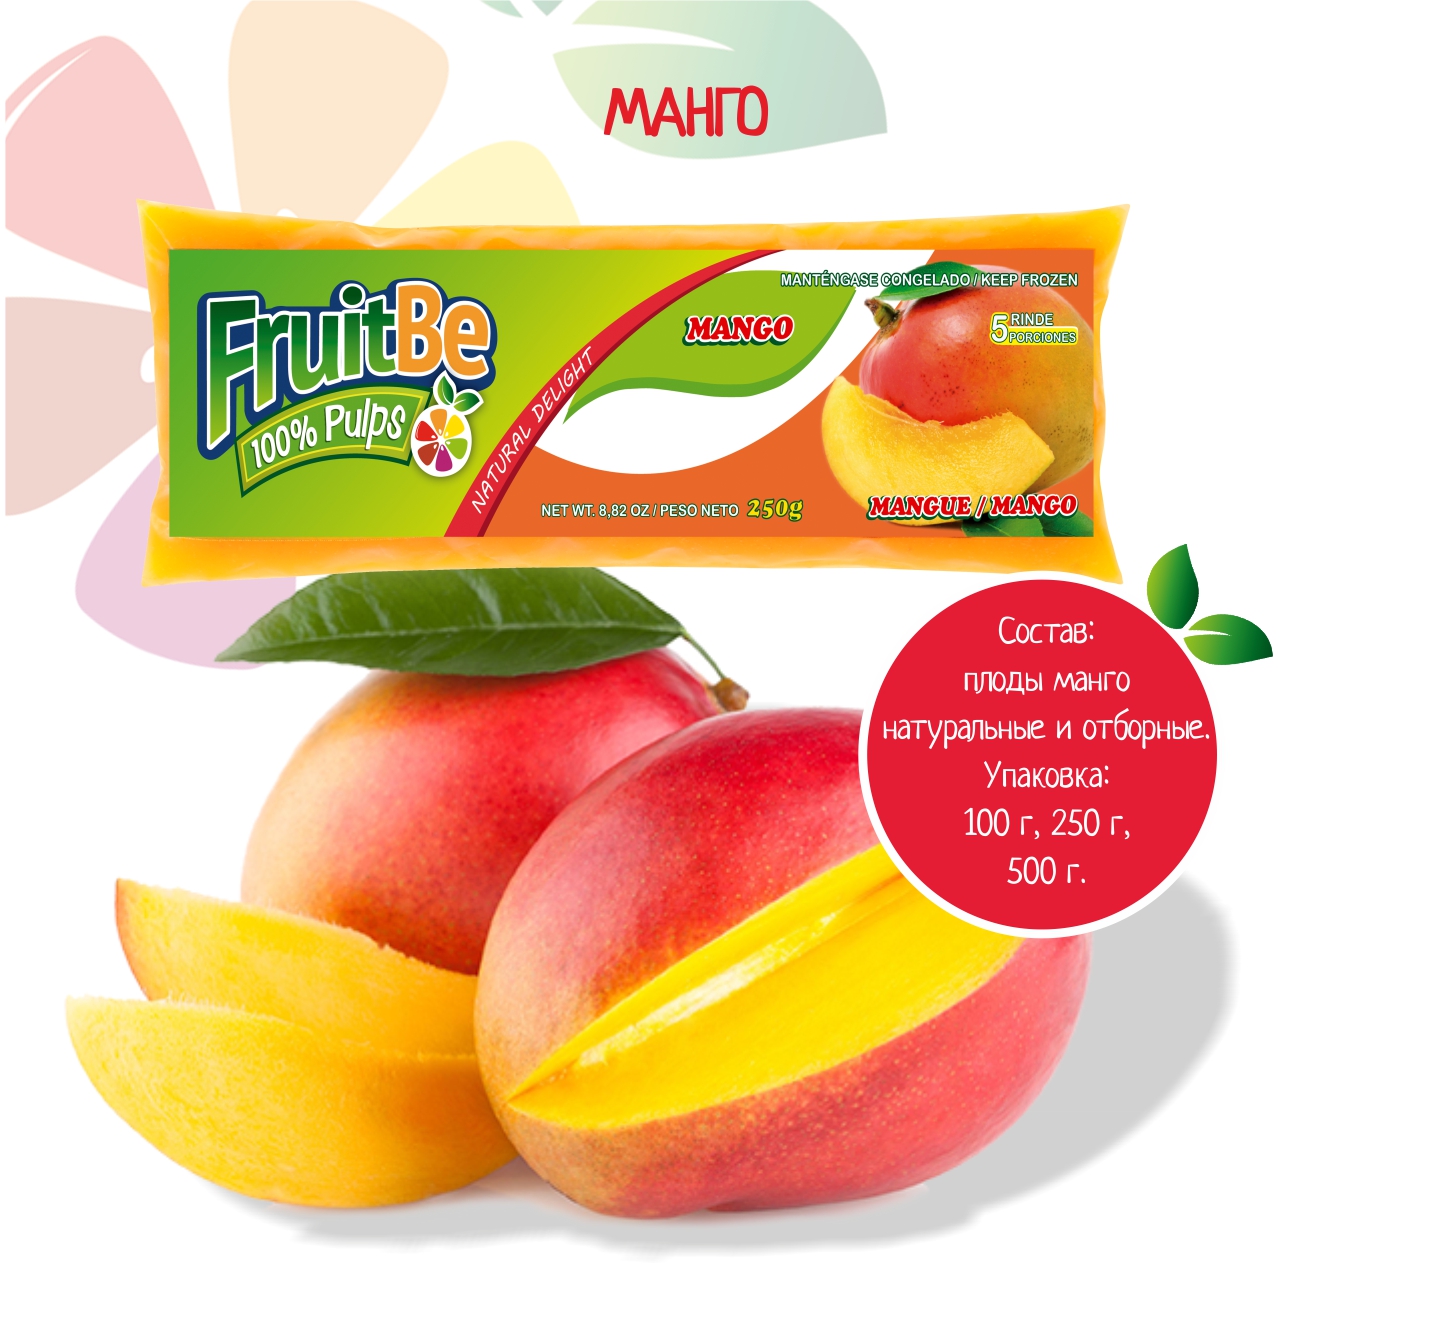 МАНГО
MANTÉNGASE CONGELADO / KEEP FROZEN
FruitBe
100% Pulps
NATURAL DELIGHT
MANGO
5 RINDE
PORCIONES
NET WT. 8,82 OZ / PESO NETO 250g
MANGUE / MANGO
Состав:
плоды манго
натуральные и отборные.
Упаковка:
100 г, 250 г,
500 г.